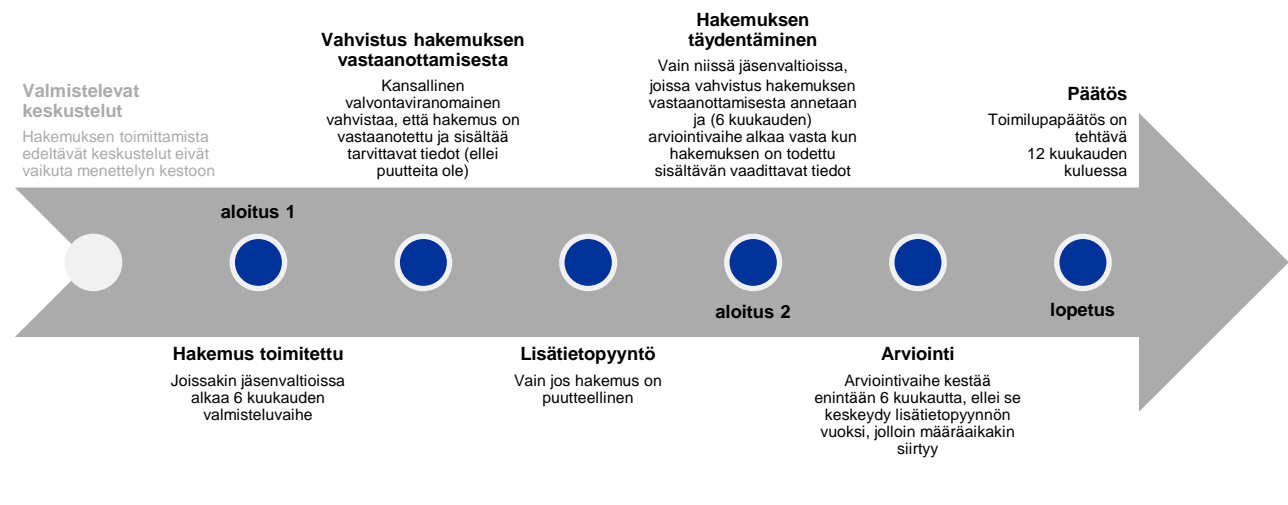 Valmistelevat
keskustelut
Hakemuksen toimittamista
edeltävät keskustelut eivät
vaikuta menettelyn kestoon
aloitus 1
Hakemus toimitettu
Joissakin jäsenvaltioissa
alkaa 6 kuukauden
valmisteluvaihe
Vahvistus hakemuksen
vastaanottamisesta
Kansallinen
valvontaviranomainen
vahvistaa, että hakemus on
vastaanotettu ja sisältää
tarvittavat tiedot (ellei
puutteita ole)
Lisätietopyyntö
Vain jos hakemus on
puutteellinen
Hakemuksen
täydentäminen
Vain niissä jäsenvaltioissa,
joissa vahvistus hakemuksen
vastaanottamisesta annetaan
ja (6 kuukauden)
arviointivaihe alkaa vasta kun
hakemuksen on todettu
sisältävän vaadittavat tiedot
aloitus 2
Arviointi
Arviointivaihe kestää
enintään 6 kuukautta, ellei se
keskeydy lisätietopyynnön
vuoksi, jolloin määräaikakin
siirtyy
Päätös
Toimilupapäätös on
tehtävä
12 kuukauden
kuluessa
lopetus